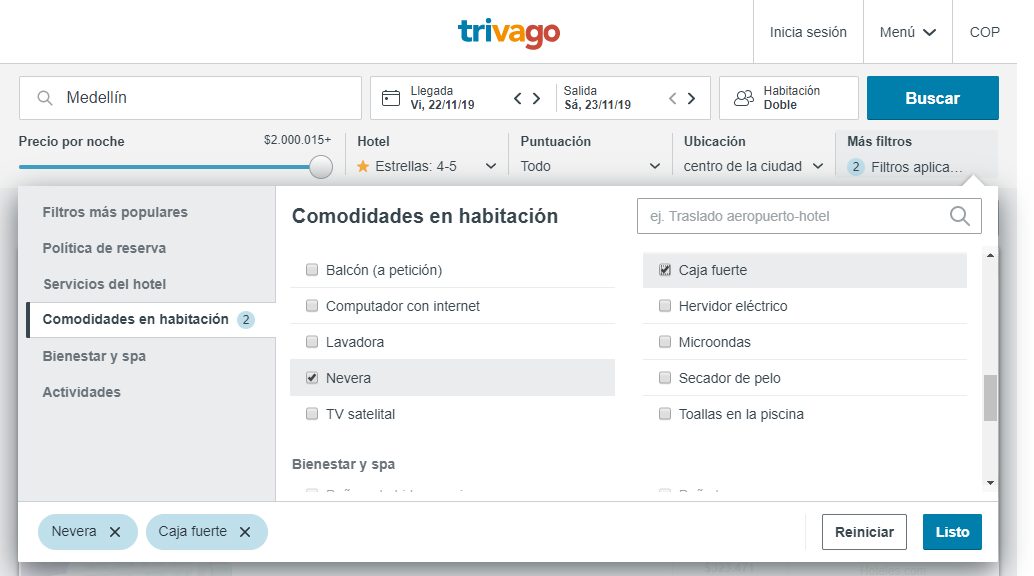 trivago
Inicia sesión
Menú
COP
Medellín
Llegada
Vi, 22/11/19
Salida
Sá, 23/11/19
Habitación
Doble
Buscar
Precio por noche
$2.000.015+
Hotel
Estrellas: 4-5
Puntuación
Todo
Ubicación
centro de la ciudad
Más filtros
2 Filtros aplica...
Filtros más populares
Política de reserva
Servicios del hotel
Comodidades en habitación 2
Bienestar y spa
Actividades
Comodidades en habitación
ej. Traslado aeropuerto-hotel
Balcón (a petición)
Caja fuerte
Computador con internet
Hervidor eléctrico
Lavadora
Microondas
Nevera
Secador de pelo
TV satelital
Toallas en la piscina
Bienestar y spa
Nevera
Caja fuerte
Reiniciar
Listo